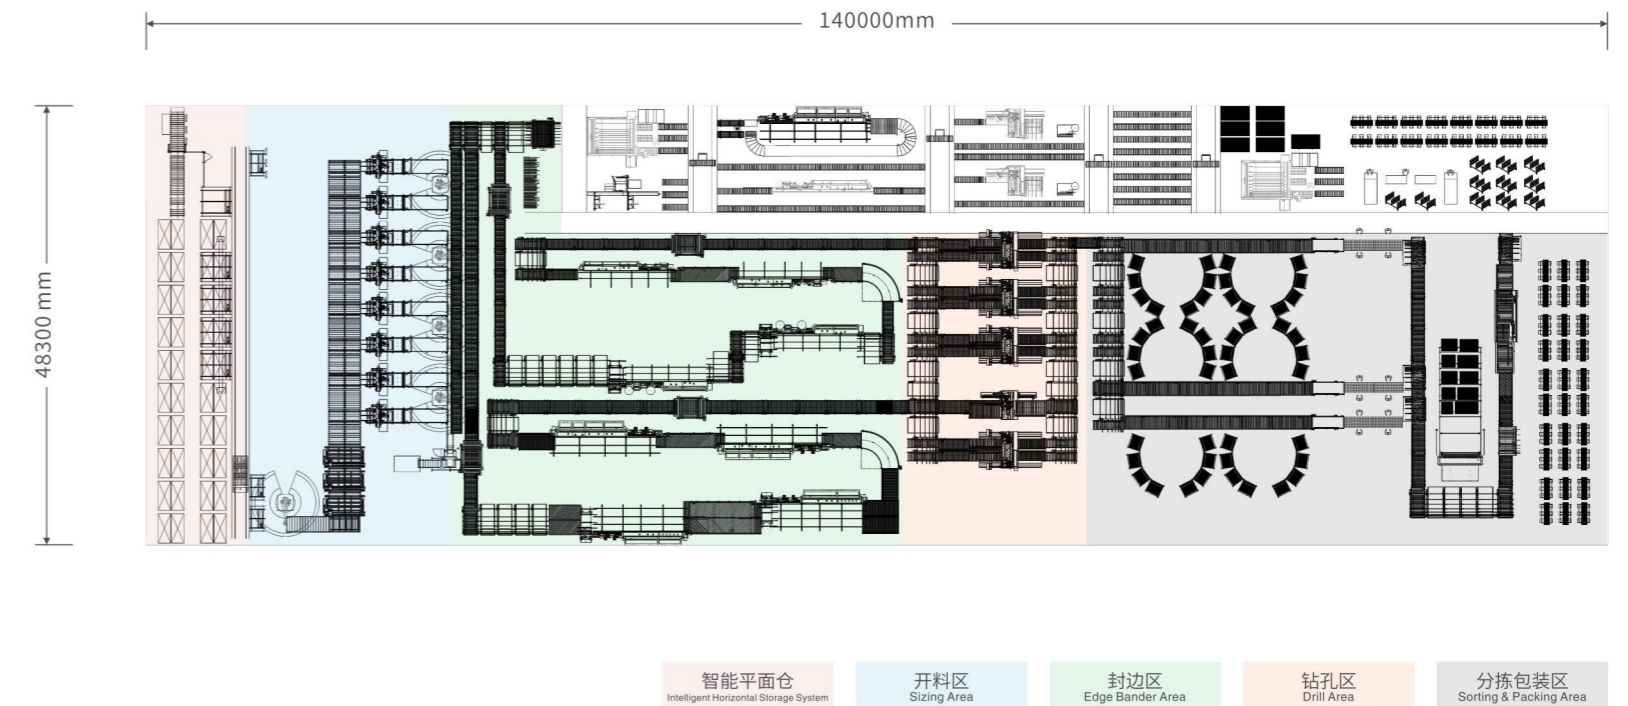 140000mm
48300 mm
智能平面仓
Intelligent Horizontal Storage System
开料区
Sizing Area
封边区
Edge Bander Area
钻孔区
Drill Area
分拣包装区
Sorting & Packing Area